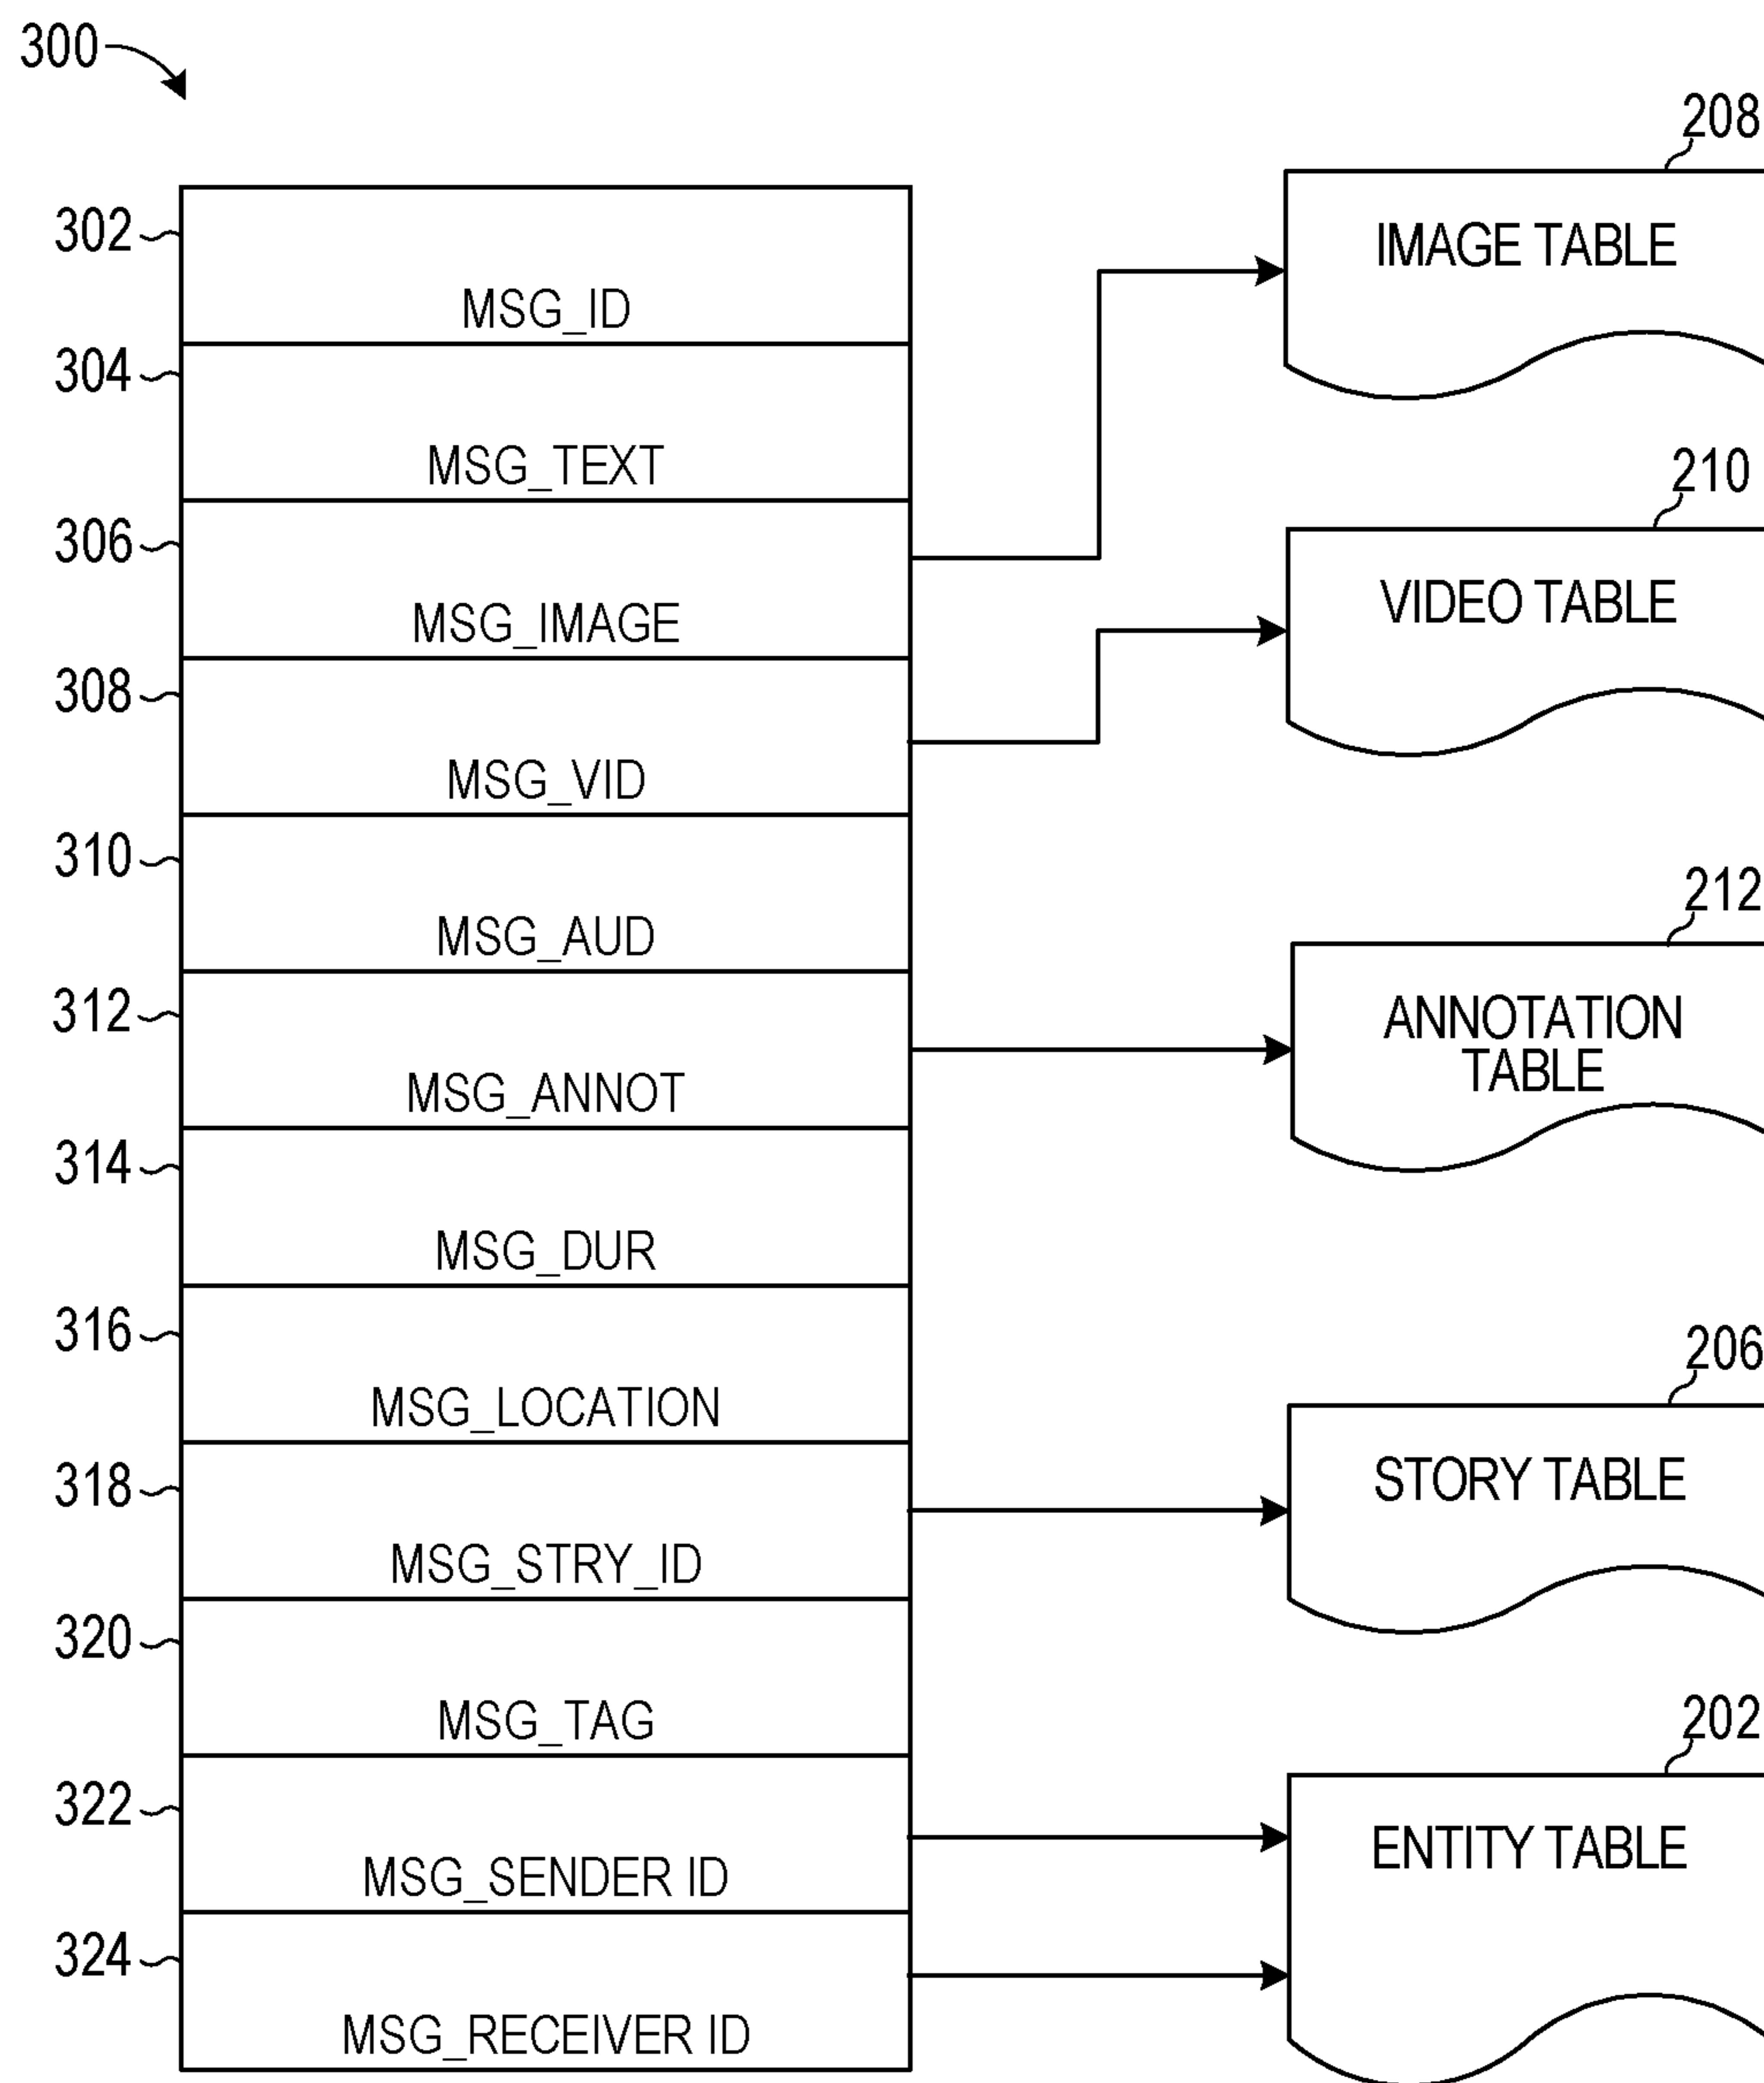 300
302
MSG_ID
304
MSG_TEXT
306
MSG_IMAGE
308
MSG_VID
310
MSG_AUD
312
MSG_ANNOT
314
MSG_DUR
316
MSG_LOCATION
318
MSG_STRY_ID
320
MSG_TAG
322
MSG_SENDER ID
324
MSG_RECEIVER ID
208
IMAGE TABLE
210
VIDEO TABLE
212
ANNOTATION
TABLE
206
STORY TABLE
202
ENTITY TABLE